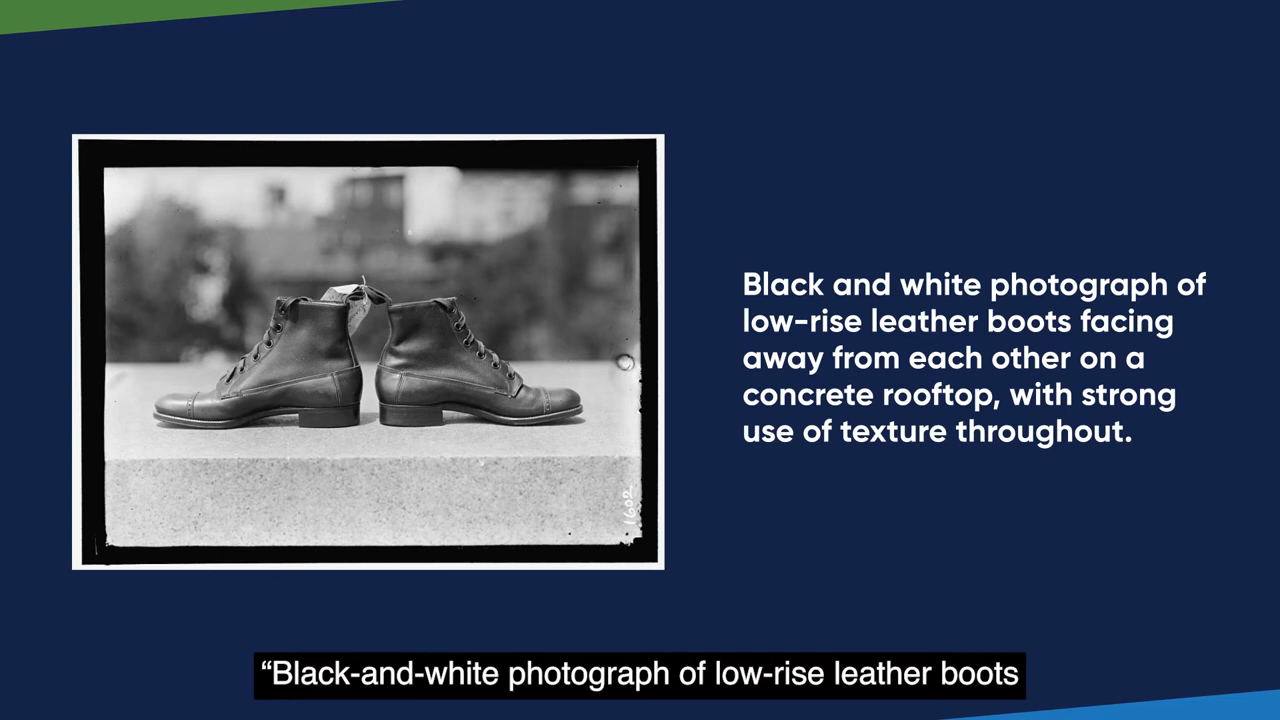 Black and white photograph of
low-rise leather boots facing
away from each other on a
concrete rooftop, with strong
use of texture throughout.
1602
“Black-and-white photograph of low-rise leather boots